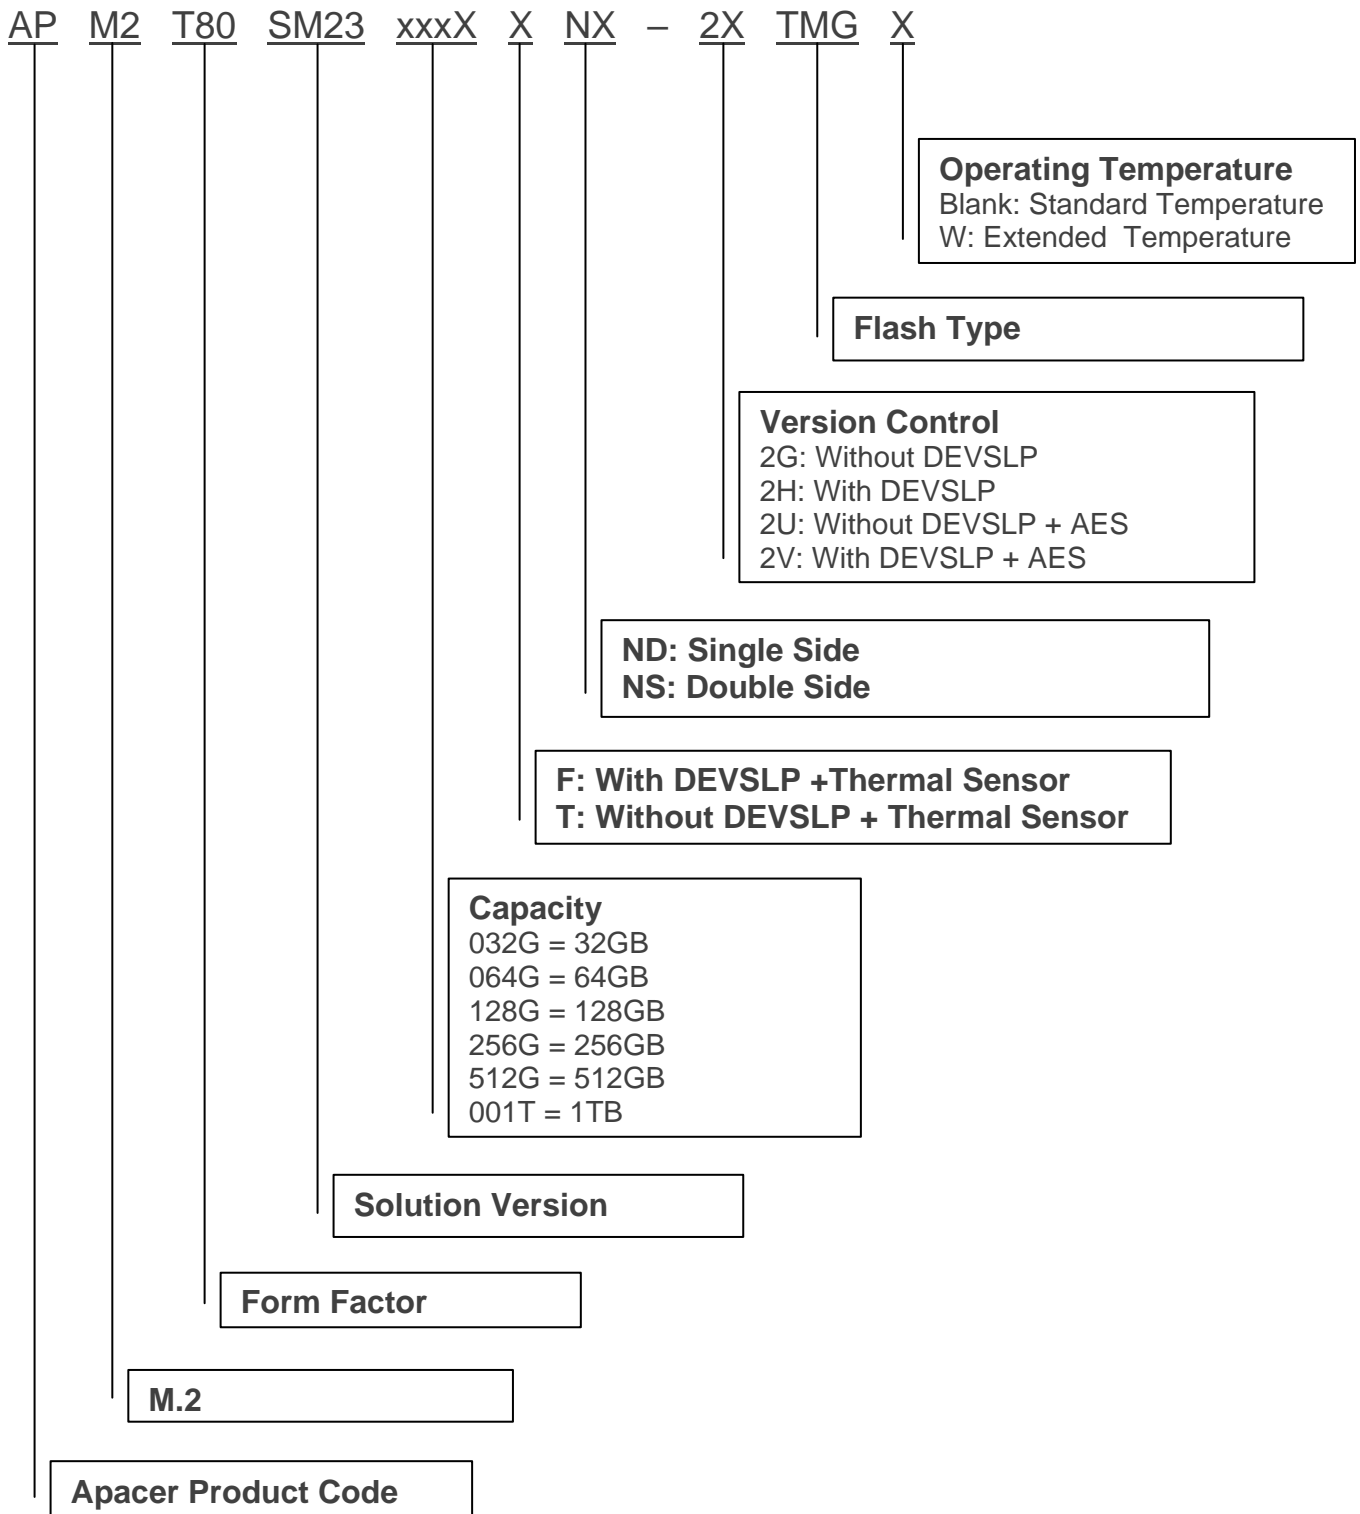 AP M2 T80 SM23 xxxX X NX – 2X TMG X
Operating Temperature
Blank: Standard Temperature
W: Extended Temperature
Flash Type
Version Control
2G: Without DEVSLP
2H: With DEVSLP
2U: Without DEVSLP + AES
2V: With DEVSLP + AES
ND: Single Side
NS: Double Side
F: With DEVSLP +Thermal Sensor
T: Without DEVSLP + Thermal Sensor
Capacity
032G = 32GB
064G = 64GB
128G = 128GB
256G = 256GB
512G = 512GB
001T = 1TB
Solution Version
Form Factor
M.2
Apacer Product Code